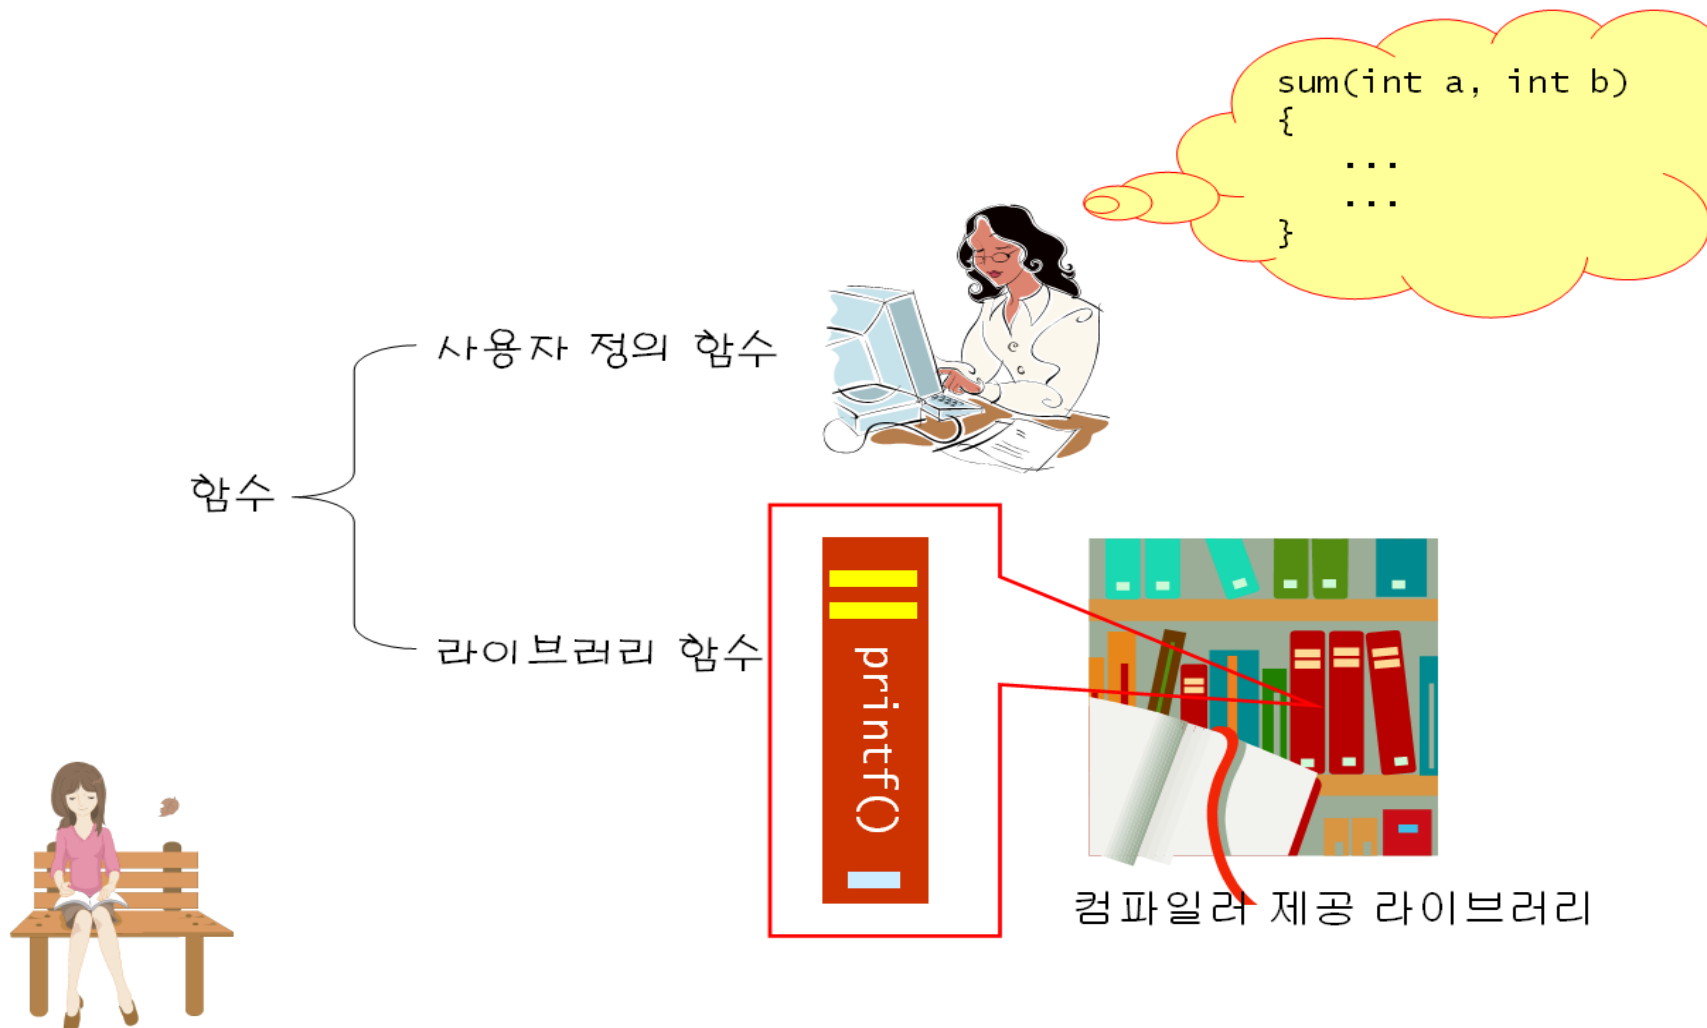 sum(int a, int b)
{
...
...
}
사용자 정의 함수
함수
라이브러리 함수
printf()
컴파일러 제공 라이브러리